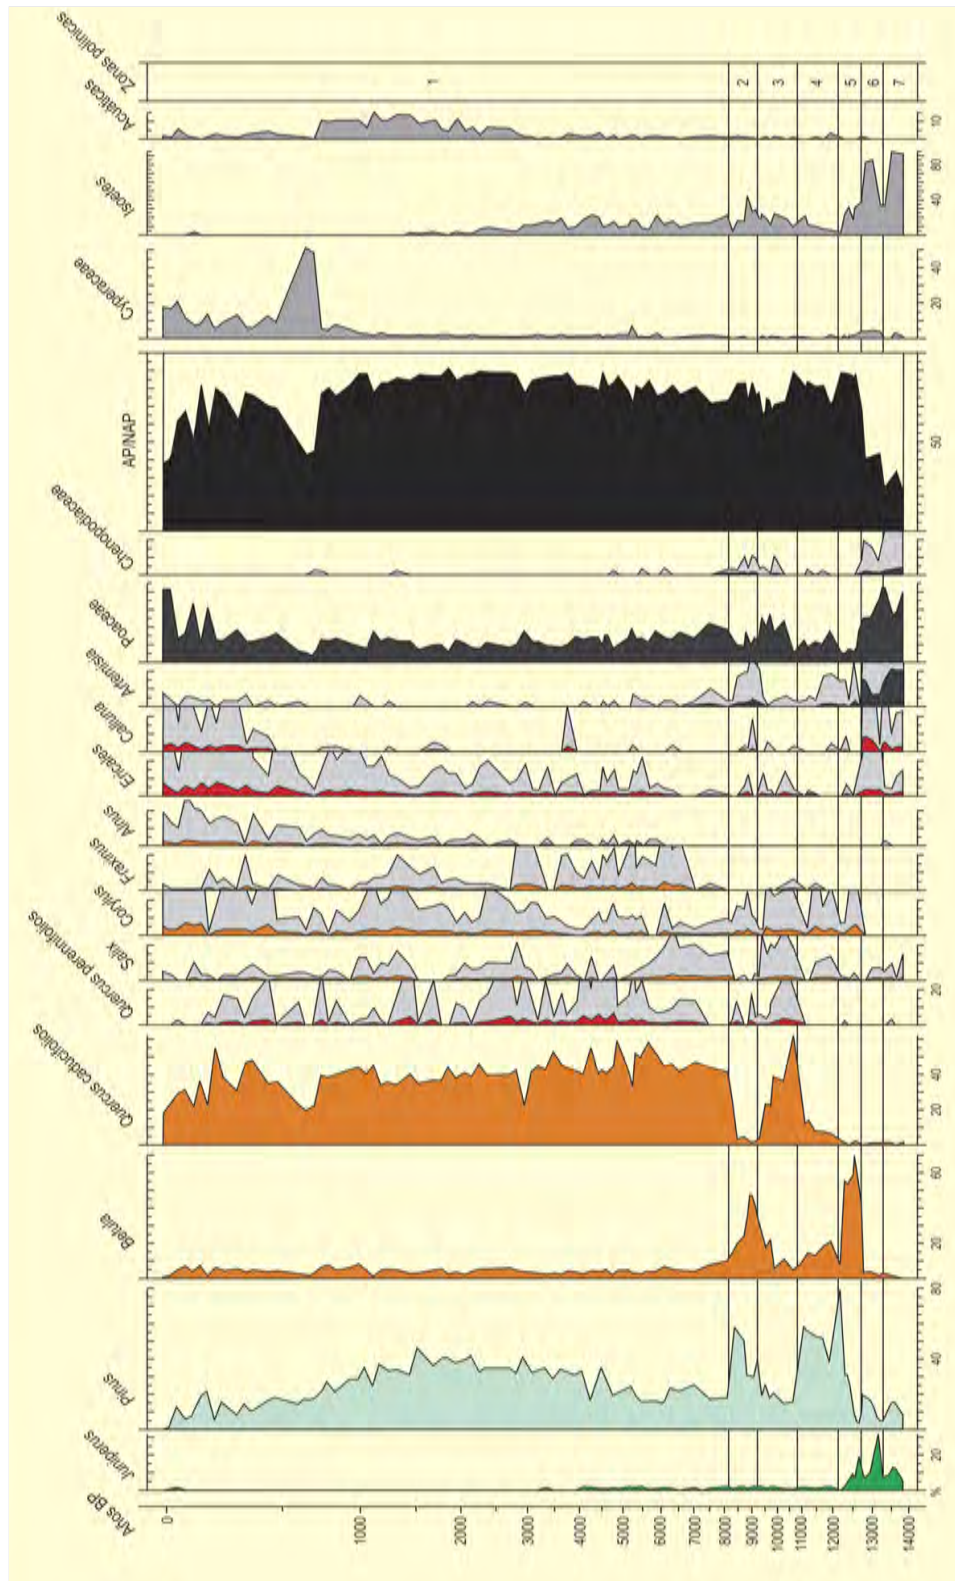 Zonas polínicas
1
2
3
4
5
6
7
Acuáticas
10
Isoetes
40
80
Cyperaceae
20
40
AP/NAP
50
Chenopodiaceae
Poaceae
Artemisia
Calluna
Ericales
Alnus
Fraxinus
Corylus
Salix
Quercus perennifolios
20
Quercus caducifolios
20
40
Betula
20
60
Pinus
40
80
Juniperus
%
20
Años BP
0
1000
2000
3000
4000
5000
6000
7000
8000
9000
10000
11000
12000
13000
14000